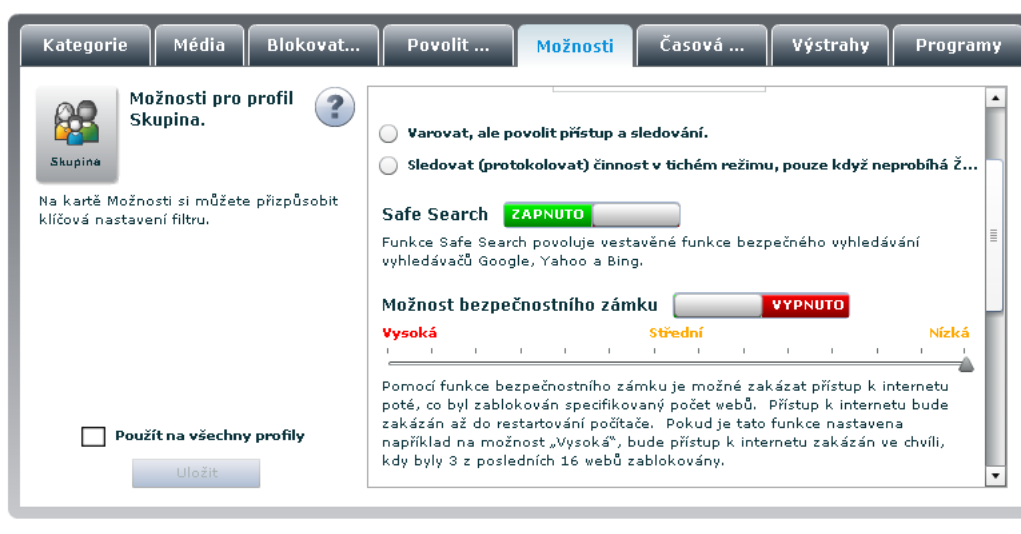 Kategorie
Média
Blokovat...
Povolit ...
Možnosti
Časová ...
Výstrahy
Programy
Možnosti pro profil
Skupina.
?
Skupina
Na kartě Možnosti si můžete přizpůsobit
klíčová nastavení filtru.
Použít na všechny profily
Uložit
Varovat, ale povolit přístup a sledování.
Sledovat (protokolovat) činnost v tichém režimu, pouze když neprobíhá Ž...
Safe Search ZAPNUTO
Funkce Safe Search povoluje vestavěné funkce bezpečného vyhledávání
vyhledávačů Google, Yahoo a Bing.
Možnost bezpečnostního zámku VYPNUTO
Vysoká Střední Nízká
Pomocí funkce bezpečnostního zámku je možné zakázat přístup k internetu
poté, co byl zablokován specifikovaný počet webů. Přístup k internetu bude
zakázán až do restartování počítače. Pokud je tato funkce nastavena
například na možnost „Vysoká“, bude přístup k internetu zakázán ve chvíli,
kdy byly 3 z posledních 16 webů zablokovány.